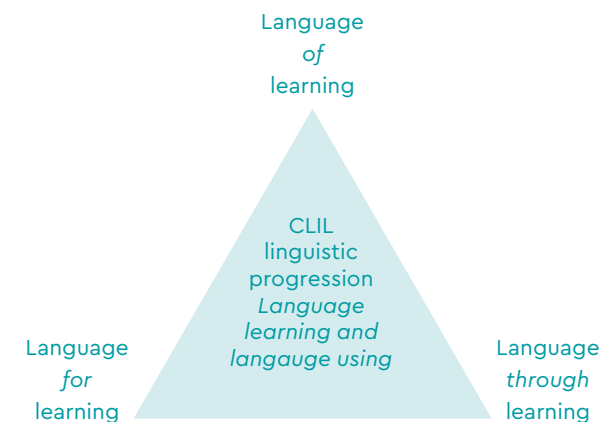 Language
of
learning
CLIL
linguistic
progression
Language
learning and
langauge using
Language
for
learning
Language
through
learning